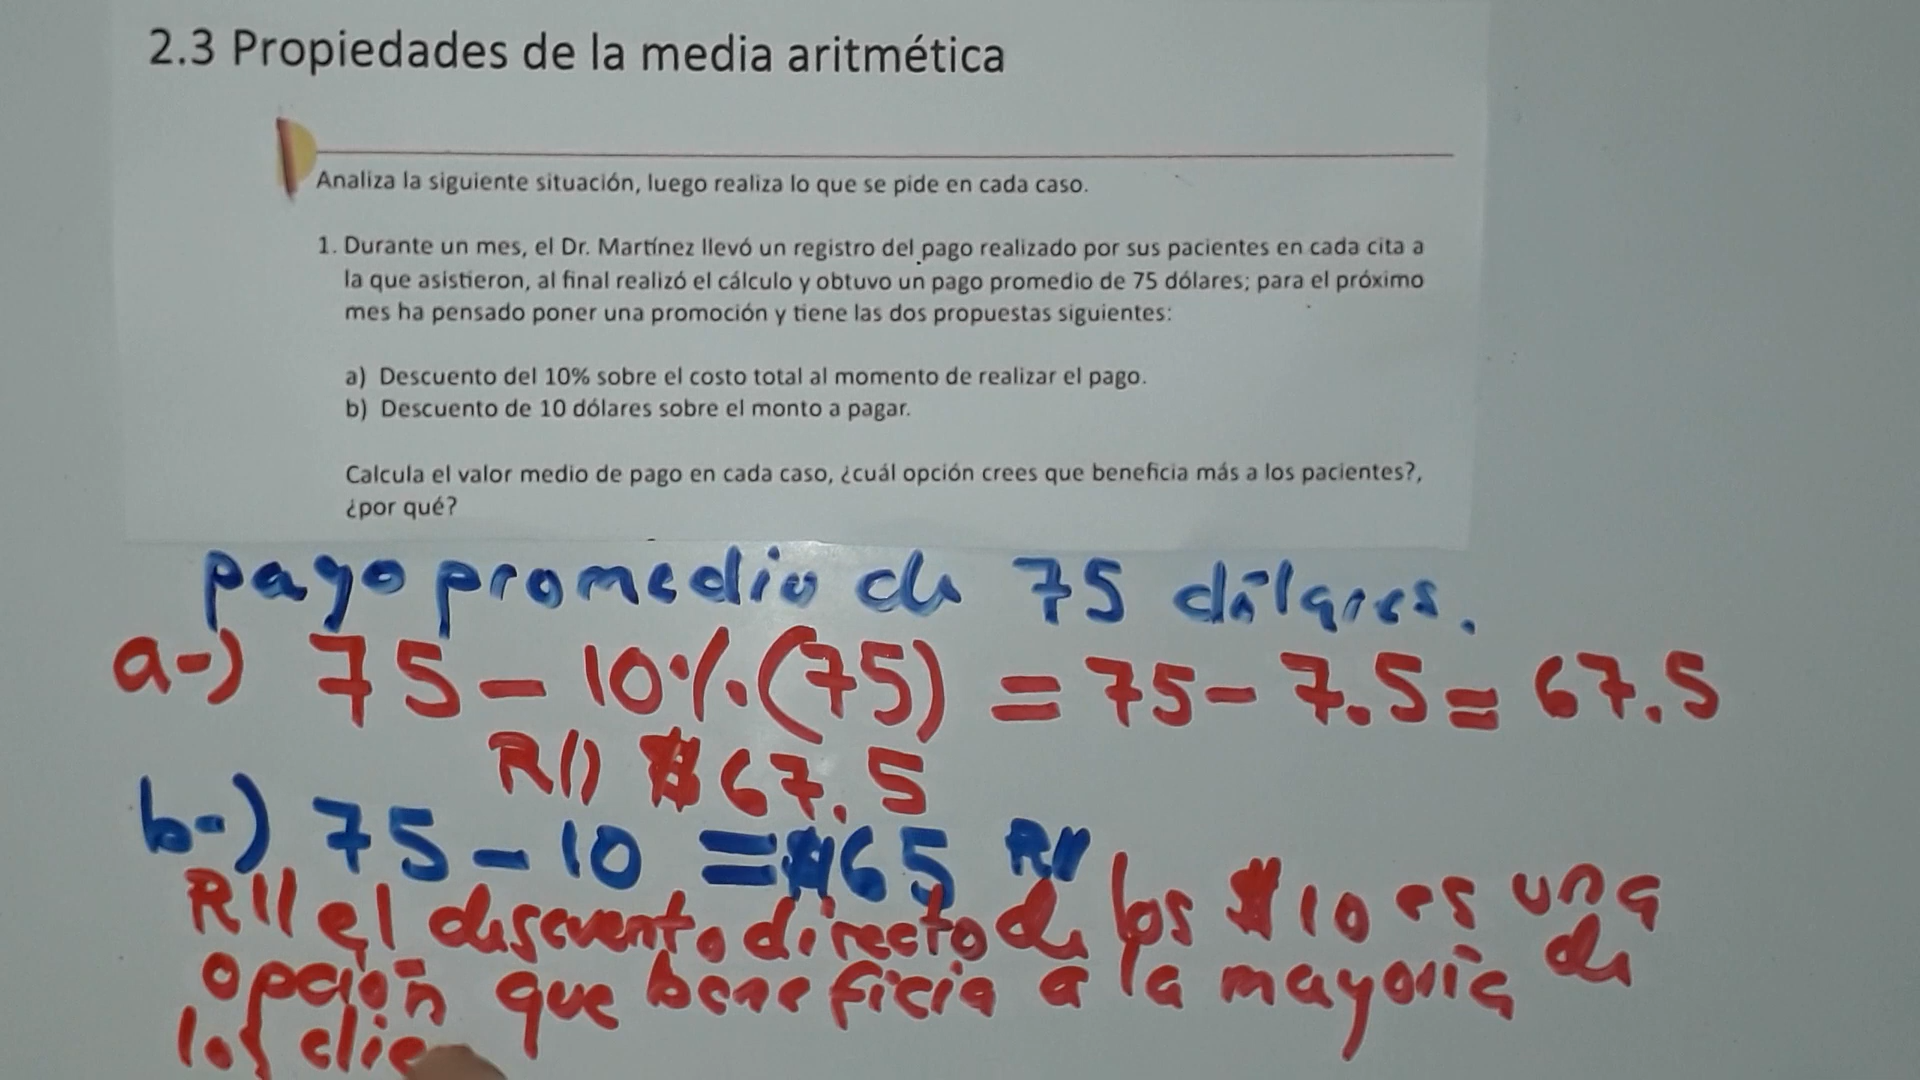 2.3 Propiedades de la media aritmética
Analiza la siguiente situación, luego realiza lo que se pide en cada caso.
1. Durante un mes, el Dr. Martínez llevó un registro del pago realizado por sus pacientes en cada cita a
la que asistieron, al final realizó el cálculo y obtuvo un pago promedio de 75 dólares; para el próximo
mes ha pensado poner una promoción y tiene las dos propuestas siguientes:
a) Descuento del 10% sobre el costo total al momento de realizar el pago.
b) Descuento de 10 dólares sobre el monto a pagar.
Calcula el valor medio de pago en cada caso, ¿cuál opción crees que beneficia más a los pacientes?,
¿por qué?
pago promedio de 75 dólares.
a-) 75 - 10%(75) = 75 - 7.5 = 67.5
R// $67.5
b-) 75 - 10 = $65 R//
R// el descuento directo de los $10 es una
opción que beneficia a la mayoría de
los clie